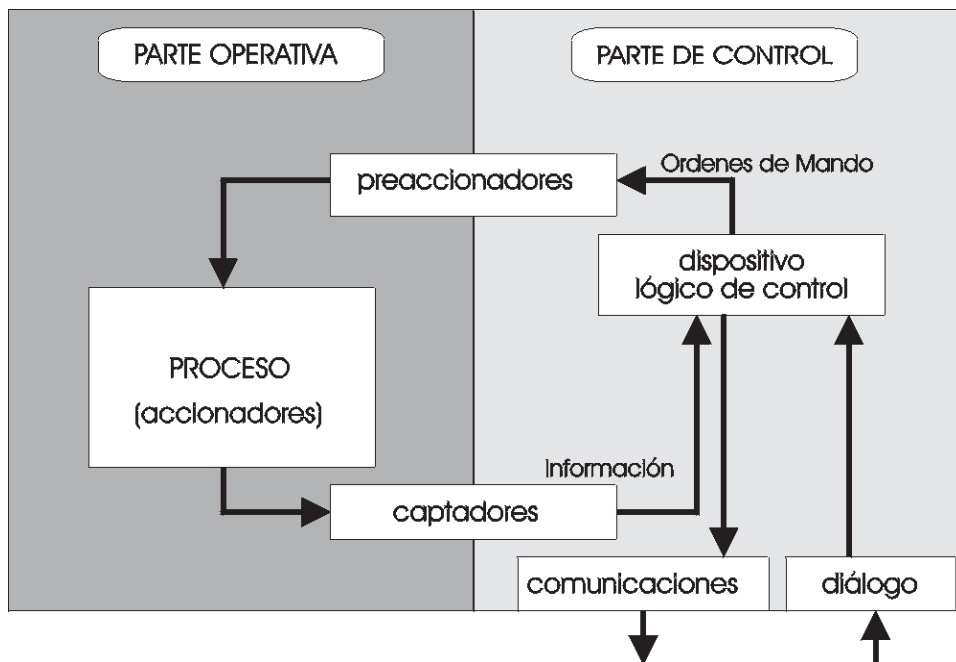 PARTE OPERATIVA
PARTE DE CONTROL
Ordenes de Mando
preaccionadores
dispositivo
lógico de control
PROCESO
(accionadores)
Información
captadores
comunicaciones
diálogo